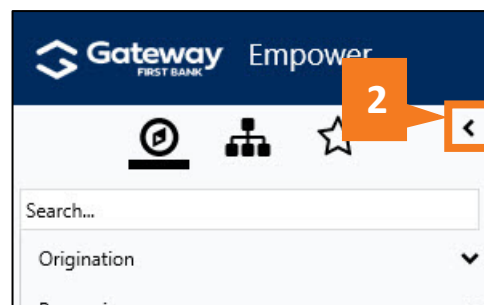 Gateway Empower
FIRST BANK
2
Search...
Origination